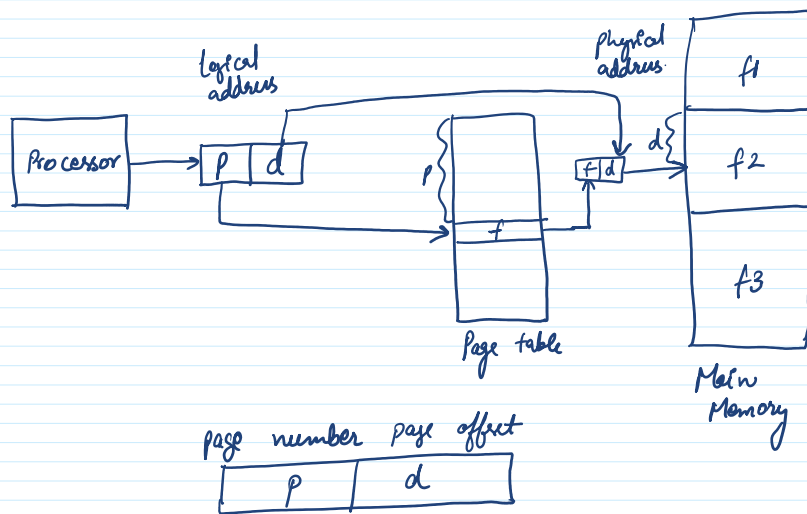 Logical
address
Physical
address
Processor
p d
p
f
f d
d
f1
f2
f3
Page table
Main
Memory
page number page offset
p d